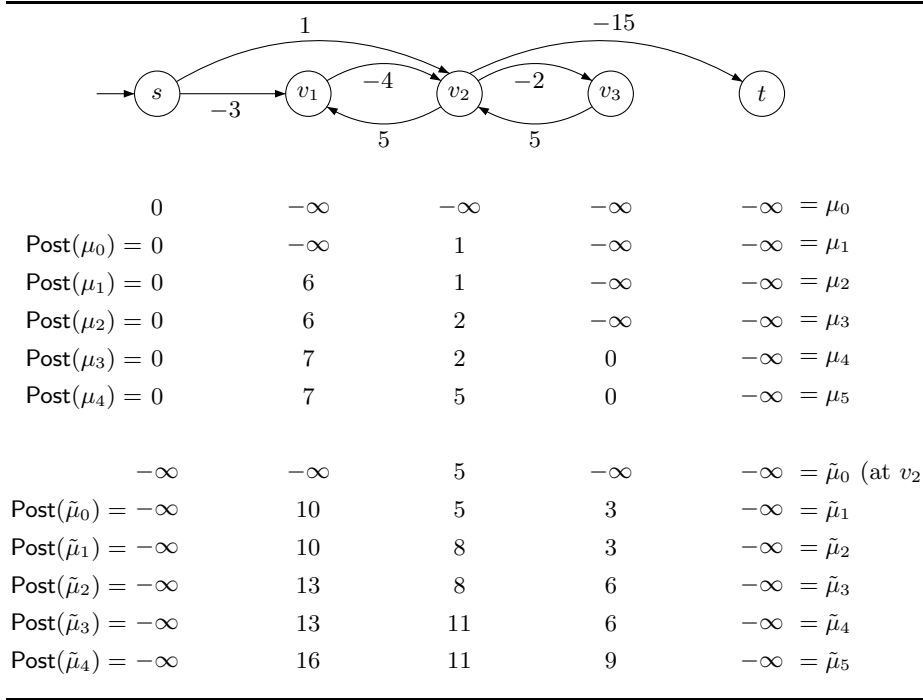 1 −15
−4 −2
s v₁ v₂ v₃ t
−3
5 5
0 −∞ −∞ −∞ −∞ = μ₀
Post(μ₀) = 0 −∞ 1 −∞ −∞ = μ₁
Post(μ₁) = 0 6 1 −∞ −∞ = μ₂
Post(μ₂) = 0 6 2 −∞ −∞ = μ₃
Post(μ₃) = 0 7 2 0 −∞ = μ₄
Post(μ₄) = 0 7 5 0 −∞ = μ₅
−∞ −∞ 5 −∞ −∞ = μ̃₀ (at v₂
Post(μ̃₀) = −∞ 10 5 3 −∞ = μ̃₁
Post(μ̃₁) = −∞ 10 8 3 −∞ = μ̃₂
Post(μ̃₂) = −∞ 13 8 6 −∞ = μ̃₃
Post(μ̃₃) = −∞ 13 11 6 −∞ = μ̃₄
Post(μ̃₄) = −∞ 16 11 9 −∞ = μ̃₅